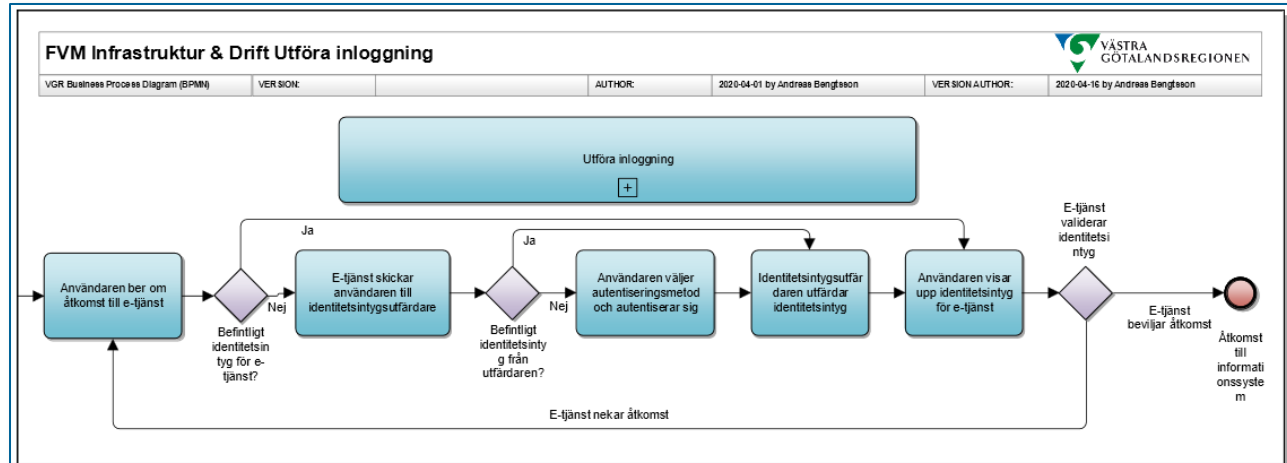 FVM Infrastruktur & Drift Utföra inloggning
VÄSTRA
GÖTALANDSREGIONEN
VGR Business Process Diagram (BPMN)
VERSION:
AUTHOR:
2020-04-01 by Andreas Bengtsson
VERSION AUTHOR:
2020-04-16 by Andreas Bengtsson
Utföra inloggning
Användaren ber om
åtkomst till e-tjänst
Befintligt
identitetsin
tyg för e-
tjänst?
Ja
Nej
E-tjänst skickar
användaren till
identitetsintygsutfärdare
Befintligt
identitetsinty
g från
utfärdaren?
Ja
Nej
Användaren väljer
autentiseringsmetod
och autentiserar sig
Identitetsintygsutfär
daren utfärdar
identitetsintyg
Användaren visar
upp identitetsintyg
för e-tjänst
E-tjänst
validerar
identitetsi
ntyg
E-tjänst
beviljar åtkomst
Åtkomst
till
informati
onssyste
m
E-tjänst nekar åtkomst